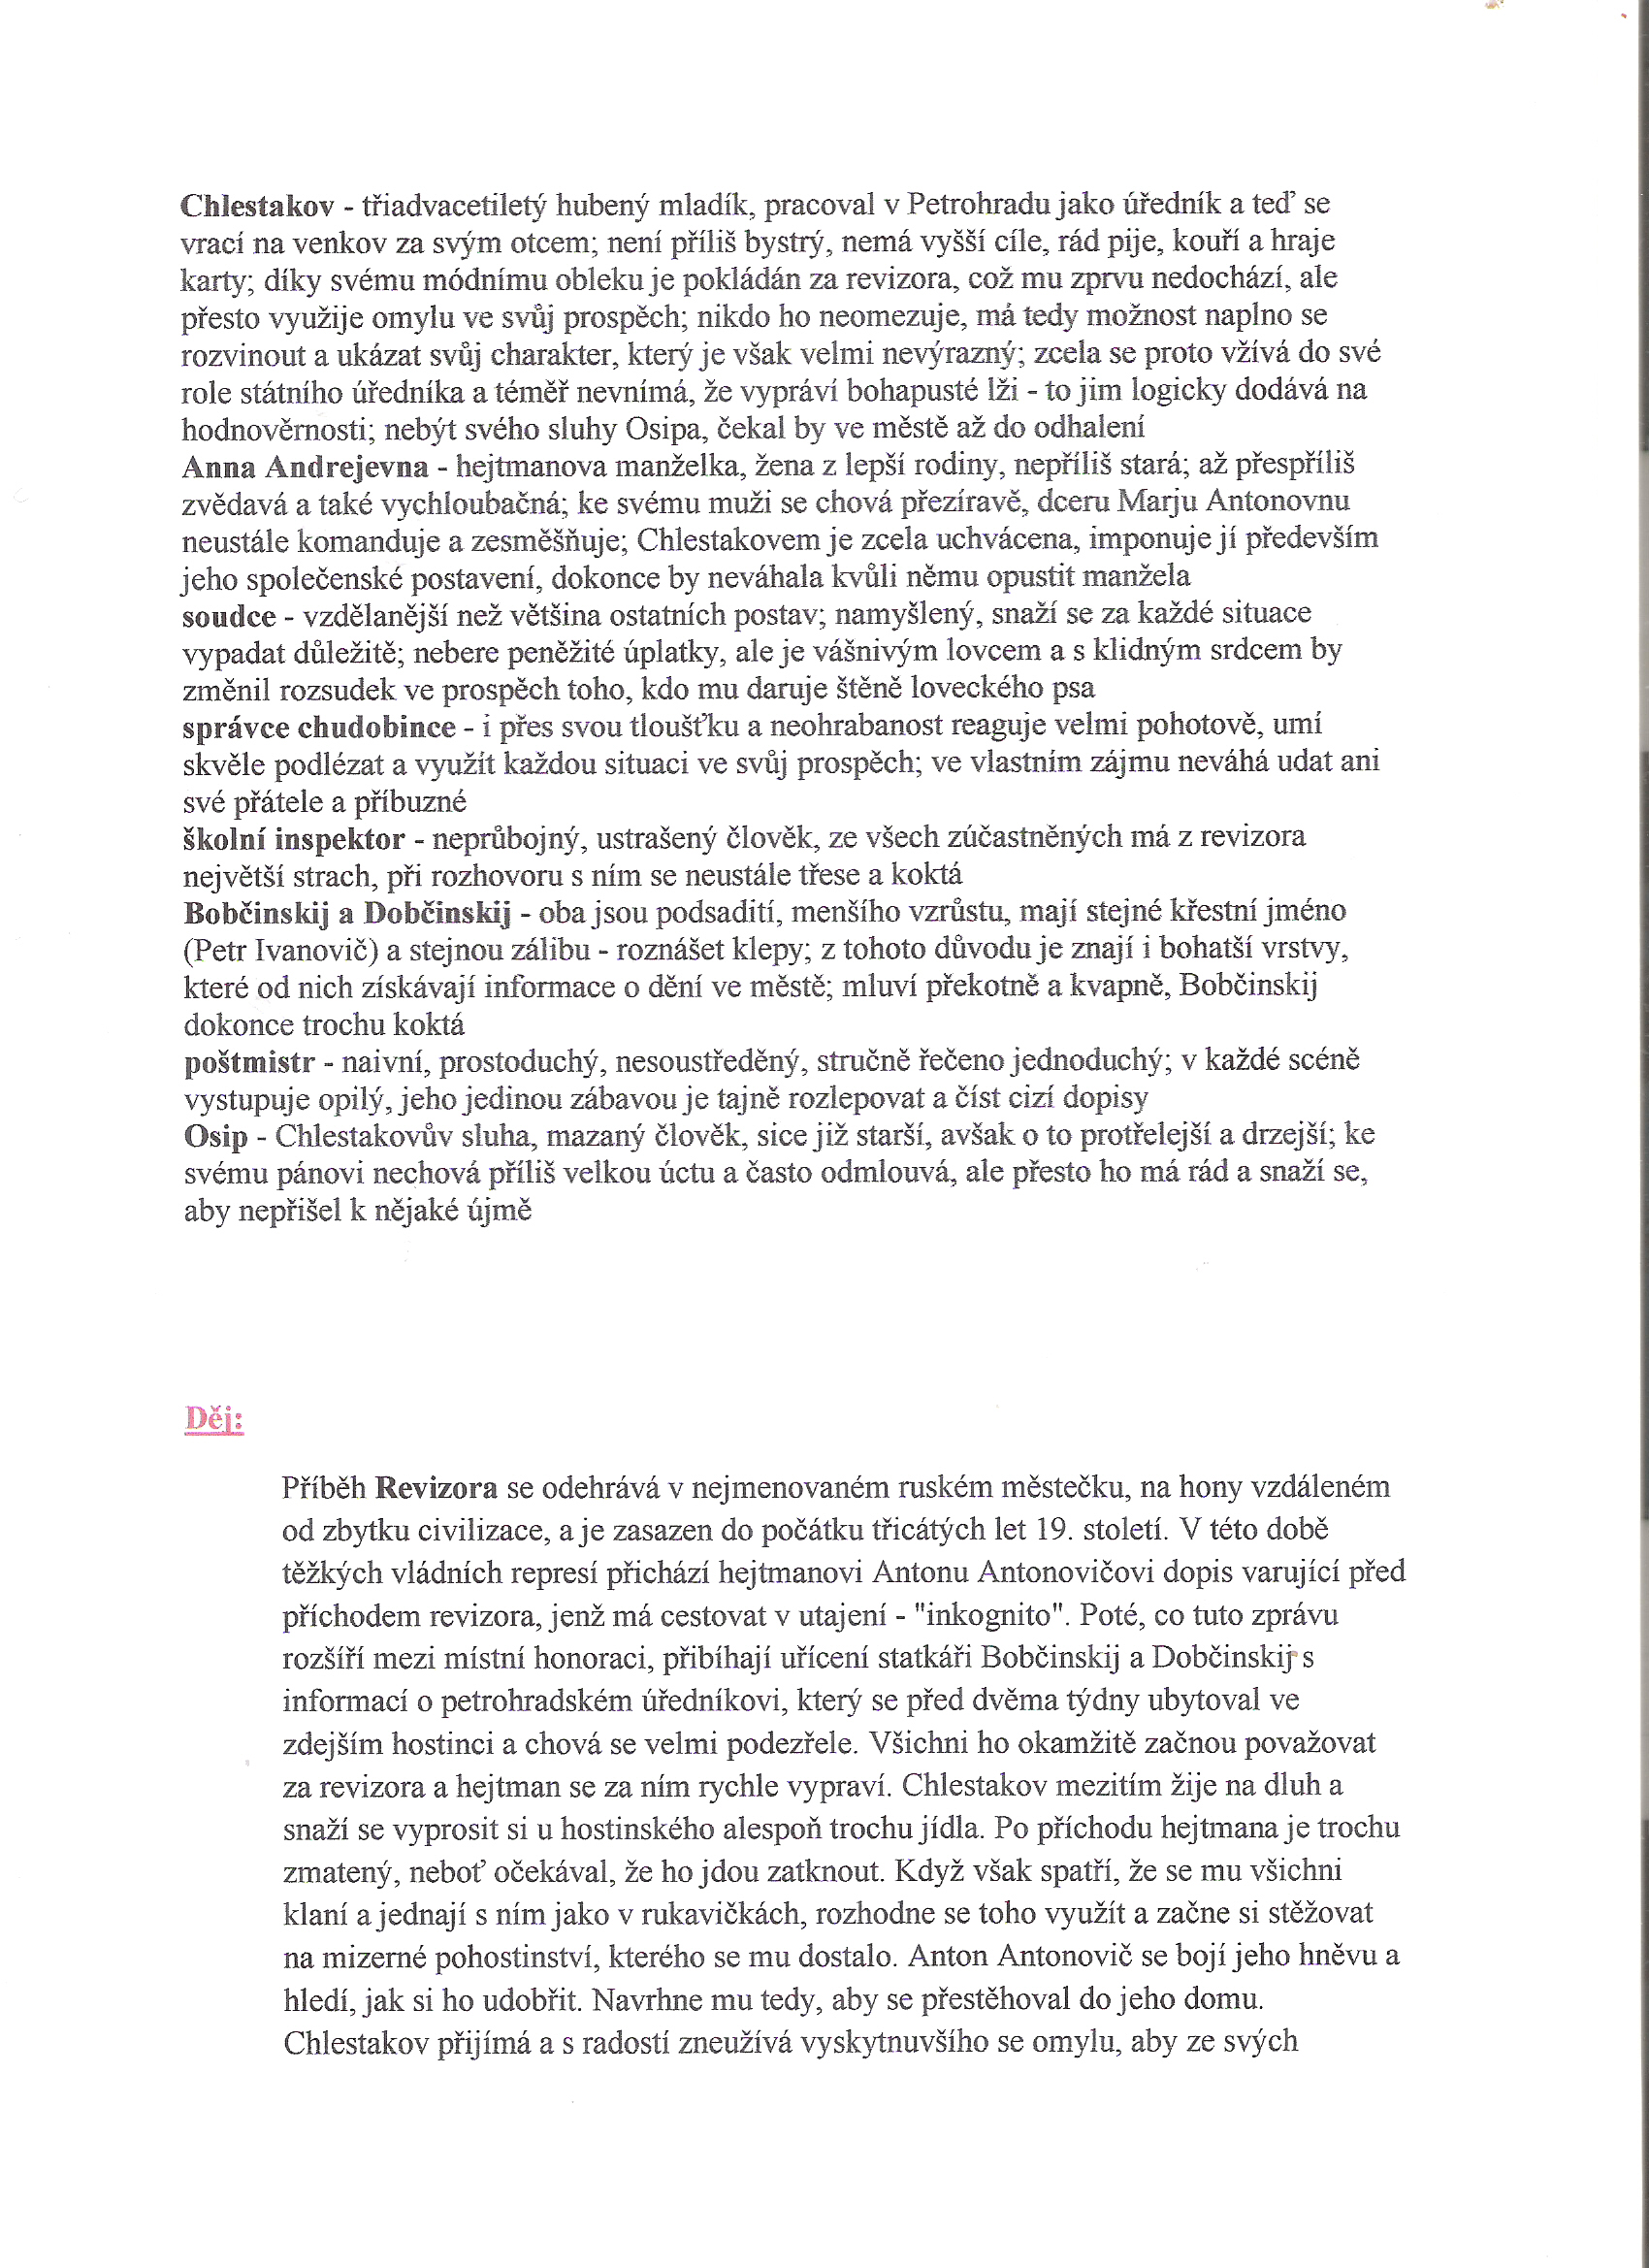 Chlestakov - třiadvacetiletý hubený mladík, pracoval v Petrohradu jako úředník a teď se
vrací na venkov za svým otcem; není příliš bystrý, nemá vyšší cíle, rád pije, kouří a hraje
karty; díky svému módnímu obleku je pokládán za revizora, což mu zprvu nedochází, ale
přesto využije omylu ve svůj prospěch; nikdo ho neomezuje, má tedy možnost naplno se
rozvinout a ukázat svůj charakter, který je však velmi nevýrazný; zcela se proto vžívá do své
role státního úředníka a téměř nevnímá, že vypráví bohapusté lži - to jim logicky dodává na
hodnověrnosti; nebýt svého sluhy Osipa, čekal by ve městě až do odhalení
Anna Andrejevna - hejtmanova manželka, žena z lepší rodiny, nepříliš stará; až přespříliš
zvědavá a také vychloubačná; ke svému muži se chová přezíravě, dceru Marju Antonovnu
neustále komanduje a zesměšňuje; Chlestakovem je zcela uchvácena, imponuje jí především
jeho společenské postavení, dokonce by neváhala kvůli němu opustit manžela
soudce - vzdělanější než většina ostatních postav; namyšlený, snaží se za každé situace
vypadat důležitě; nebere peněžité úplatky, ale je vášnivým lovcem a s klidným srdcem by
změnil rozsudek ve prospěch toho, kdo mu daruje štěně loveckého psa
správce chudobince - i přes svou tloušťku a neohrabanost reaguje velmi pohotově, umí
skvěle podlézat a využít každou situaci ve svůj prospěch; ve vlastním zájmu neváhá udat ani
své přátele a příbuzné
školní inspektor - neprůbojný, ustrašený člověk, ze všech zúčastněných má z revizora
největší strach, při rozhovoru s ním se neustále třese a koktá
Bobčinskij a Dobčinskij - oba jsou podsadití, menšího vzrůstu, mají stejné křestní jméno
(Petr Ivanovič) a stejnou zálibu - roznášet klepy; z tohoto důvodu je znají i bohatší vrstvy,
které od nich získávají informace o dění ve městě; mluví překotně a kvapně, Bobčinskij
dokonce trochu koktá
poštmistr - naivní, prostoduchý, nesoustředěný, stručně řečeno jednoduchý; v každé scéně
vystupuje opilý, jeho jedinou zábavou je tajně rozlepovat a číst cizí dopisy
Osip - Chlestakovův sluha, mazaný člověk, sice již starší, avšak o to protřelejší a drzejší; ke
svému pánovi nechová příliš velkou úctu a často odmlouvá, ale přesto ho má rád a snaží se,
aby nepřišel k nějaké újmě
Děj:
Příběh Revizora se odehrává v nejmenovaném ruském městečku, na hony vzdáleném
od zbytku civilizace, a je zasazen do počátku třicátých let 19. století. V této době
těžkých vládních represí přichází hejtmanovi Antonu Antonovičovi dopis varující před
příchodem revizora, jenž má cestovat v utajení - "inkognito". Poté, co tuto zprávu
rozšíří mezi místní honoraci, přibíhají uřícení statkáři Bobčinskij a Dobčinskij s
informací o petrohradském úředníkovi, který se před dvěma týdny ubytoval ve
zdejším hostinci a chová se velmi podezřele. Všichni ho okamžitě začnou považovat
za revizora a hejtman se za ním rychle vypraví. Chlestakov mezitím žije na dluh a
snaží se vyprosit si u hostinského alespoň trochu jídla. Po příchodu hejtmana je trochu
zmatený, neboť očekával, že ho jdou zatknout. Když však spatří, že se mu všichni
klaní a jednají s ním jako v rukavičkách, rozhodne se toho využít a začne si stěžovat
na mizerné pohostinství, kterého se mu dostalo. Anton Antonovič se bojí jeho hněvu a
hledí, jak si ho udobřit. Navrhne mu tedy, aby se přestěhoval do jeho domu.
Chlestakov přijímá a s radostí zneužívá vyskytnuvšího se omylu, aby ze svých